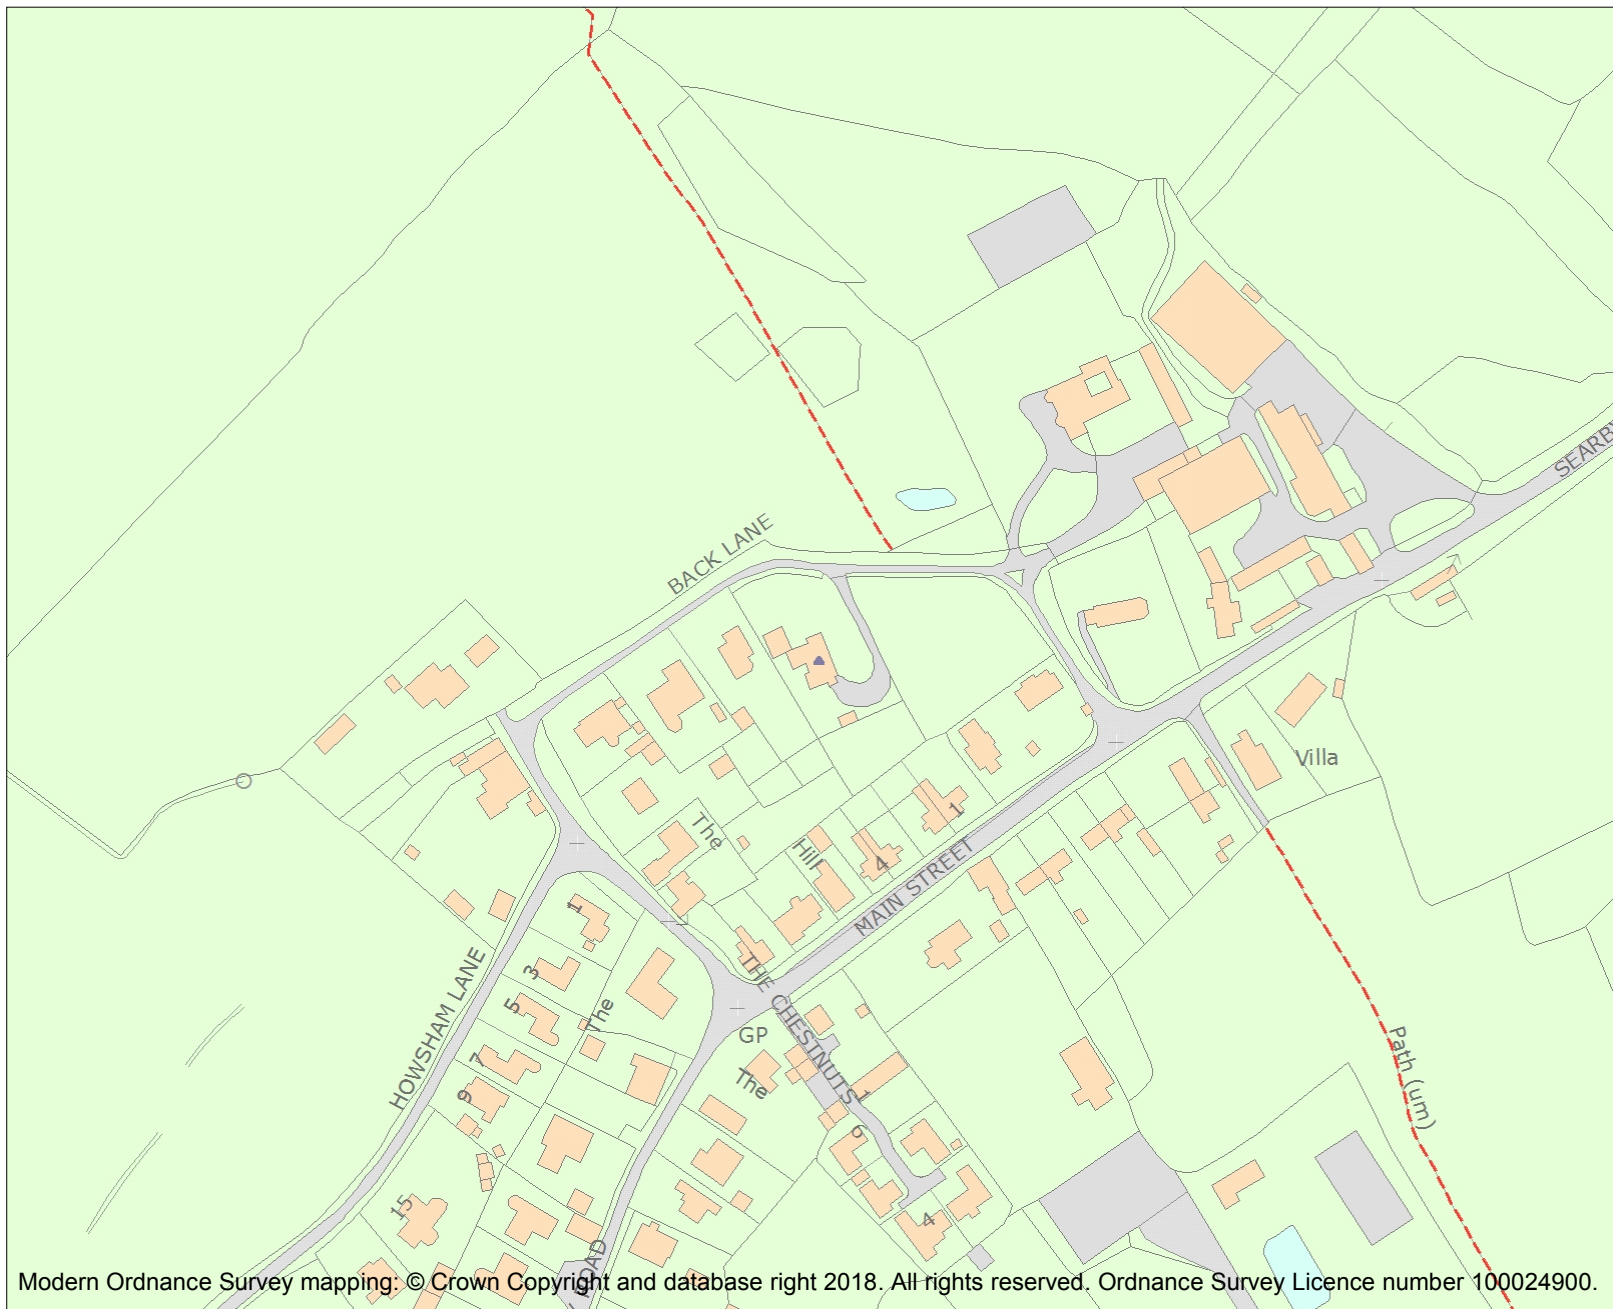 SEARBY
BACK LANE
Villa
The
Hill
1
4
MAIN STREET
1
3
5
7
9
15
The
HOWSHAM LANE
THE CHESTNUTS
GP
The
1
6
4
Path (um)
ROAD
Modern Ordnance Survey mapping: © Crown Copyright and database right 2018. All rights reserved. Ordnance Survey Licence number 100024900.